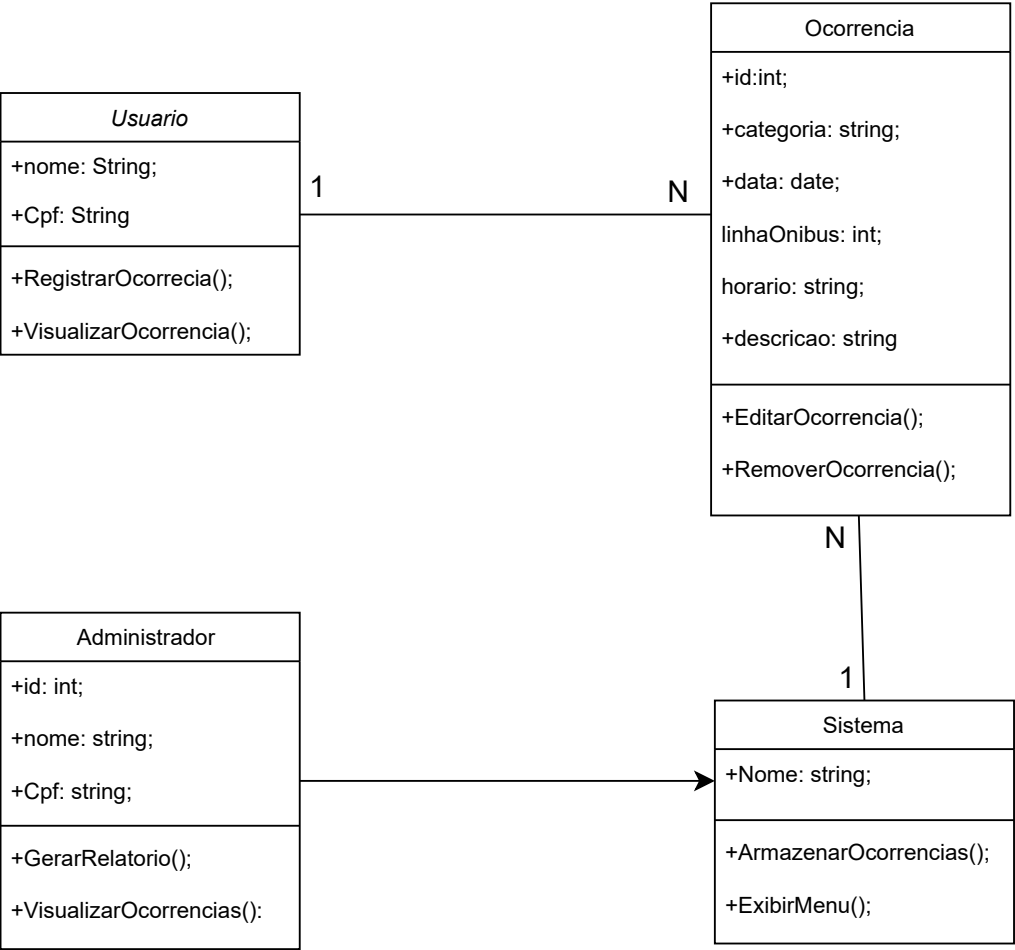 Ocorrencia
+id:int;
+categoria: string;
+data: date;
linhaOnibus: int;
horario: string;
+descricao: string
+EditarOcorrencia();
+RemoverOcorrencia();
Usuario
+nome: String;
+Cpf: String
+RegistrarOcorrecia();
+VisualizarOcorrencia();
1
N
N
1
Administrador
+id: int;
+nome: string;
+Cpf: string;
+GerarRelatorio();
+VisualizarOcorrencias():
Sistema
+Nome: string;
+ArmazenarOcorrencias();
+ExibirMenu();